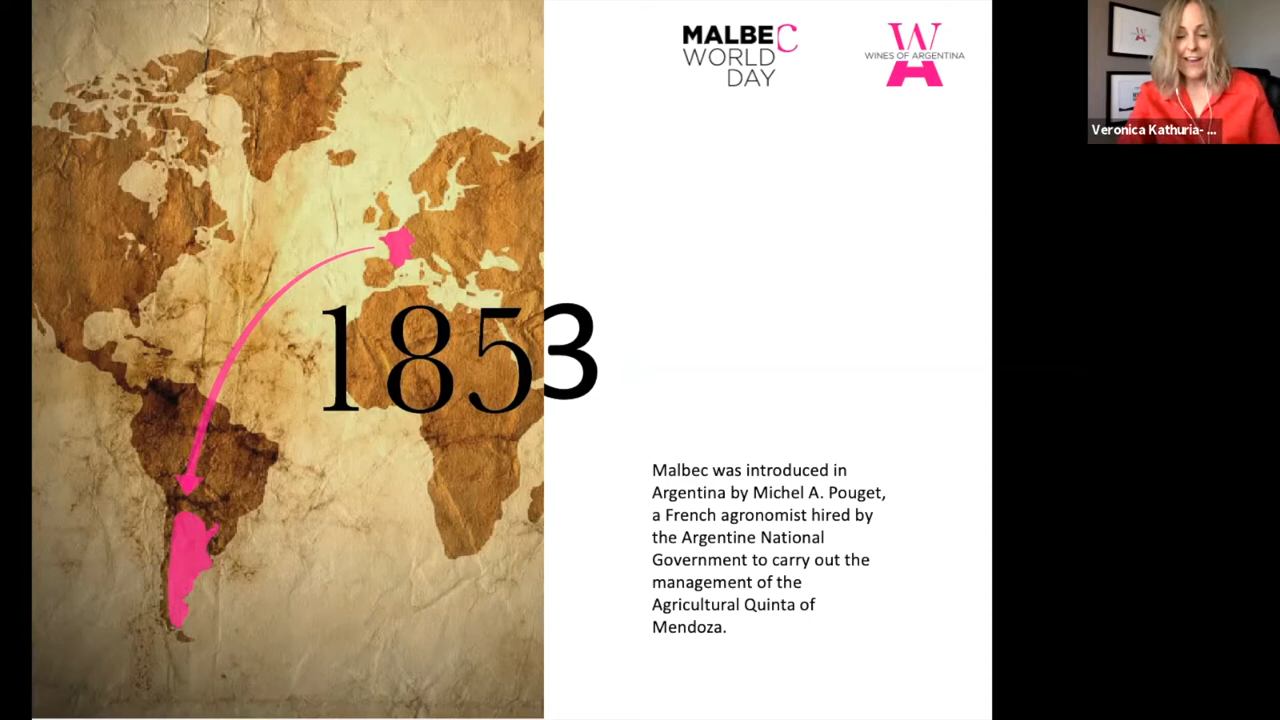 MALBEC
WORLD
DAY
W
WINES OF ARGENTINA
A
Veronica Kathuria- ...
1853
Malbec was introduced in
Argentina by Michel A. Pouget,
a French agronomist hired by
the Argentine National
Government to carry out the
management of the
Agricultural Quinta of
Mendoza.